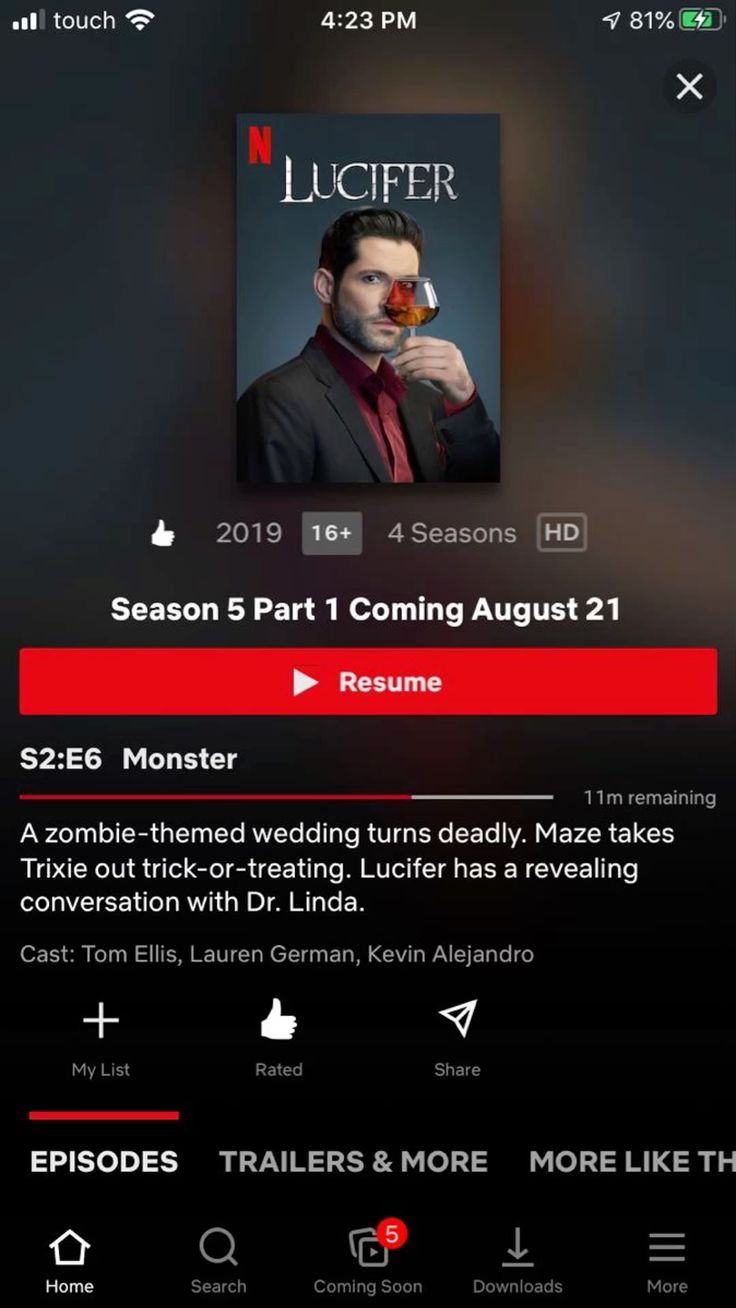 touch 4:23 PM 81%
N
LUCIFER
2019 16+ 4 Seasons HD
Season 5 Part 1 Coming August 21
Resume
S2:E6 Monster
11m remaining
A zombie-themed wedding turns deadly. Maze takes
Trixie out trick-or-treating. Lucifer has a revealing
conversation with Dr. Linda.
Cast: Tom Ellis, Lauren German, Kevin Alejandro
My List Rated Share
EPISODES TRAILERS & MORE MORE LIKE TH
5
Home Search Coming Soon Downloads More